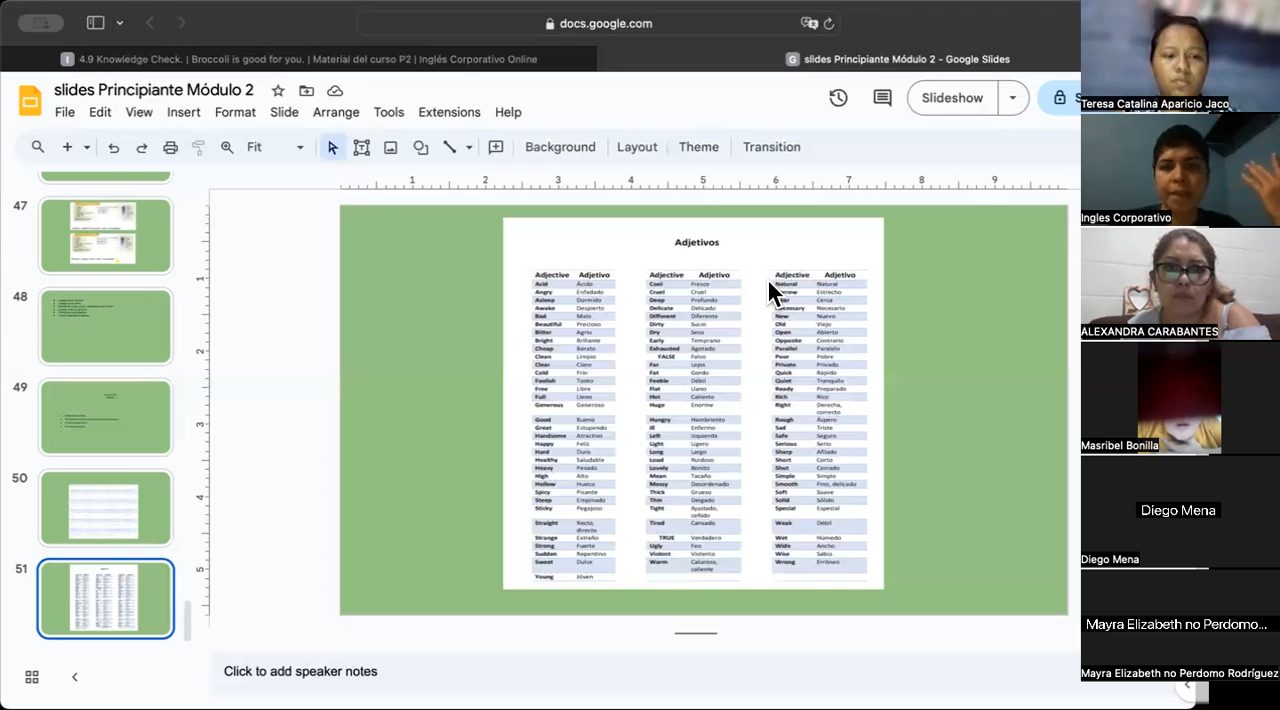 docs.google.com
4.9 Knowledge Check. | Broccoli is good for you. | Material del curso P2 | Inglés Corporativo Online
slides Principiante Módulo 2 - Google Slides
slides Principiante Módulo 2
Slideshow
File Edit View Insert Format Slide Arrange Tools Extensions Help
Fit
Background Layout Theme Transition
1 2 3 4 5 6 7 8 9
47
48
49
50
51
1
2
3
4
5
Adjetivos
Adjective Adjetivo
Acid Ácido
Angry Enfadado
Asleep Dormido
Awake Despierto
Bad Malo
Beautiful Precioso
Bitter Agrio
Bright Brillante
Cheap Barato
Clean Limpio
Clear Claro
Cold Frío
Foolish Tonto
Free Libre
Full Lleno
Generous Generoso
Good Bueno
Great Estupendo
Handsome Atractivo
Happy Feliz
Hard Duro
Healthy Saludable
Heavy Pesado
High Alto
Hollow Hueco
Spicy Picante
Steep Empinado
Sticky Pegajoso
Straight Recto,
directo
Strange Extraño
Strong Fuerte
Sudden Repentino
Sweet Dulce
Young Jóven
Adjective Adjetivo
Cool Fresco
Cruel Cruel
Deep Profundo
Delicate Delicado
Different Diferente
Dirty Sucio
Dry Seco
Early Temprano
Exhausted Agotado
FALSE Falso
Far Lejos
Fat Gordo
Feeble Débil
Flat Llano
Hot Caliente
Huge Enorme
Hungry Hambriento
Ill Enfermo
Left Izquierda
Light Ligero
Long Largo
Loud Ruidoso
Lovely Bonito
Mean Tacaño
Messy Desordenado
Thick Grueso
Thin Delgado
Tight Ajustado,
ceñido
Tired Cansado
TRUE Verdadero
Ugly Feo
Violent Violento
Warm Caluroso,
caliente
Adjective Adjetivo
Natural Natural
Estrecho
Cerca
Necesario
New Nuevo
Old Viejo
Open Abierto
Opposite Contrario
Parallel Paralelo
Poor Pobre
Private Privado
Quick Rápido
Quiet Tranquilo
Ready Preparado
Rich Rico
Right Derecha,
correcto
Rough Áspero
Sad Triste
Safe Seguro
Serious Serio
Sharp Afilado
Short Corto
Shut Cerrado
Simple Simple
Smooth Fino, delicado
Soft Suave
Solid Sólido
Special Especial
Weak Débil
Wet Húmedo
Wide Ancho
Wise Sabio
Wrong Erróneo
Click to add speaker notes
Teresa Catalina Aparicio Jaco
Ingles Corporativo
ALEXANDRA CARABANTES
Masribel Bonilla
Diego Mena
Diego Mena
Mayra Elizabeth no Perdomo...
Mayra Elizabeth no Perdomo Rodríguez